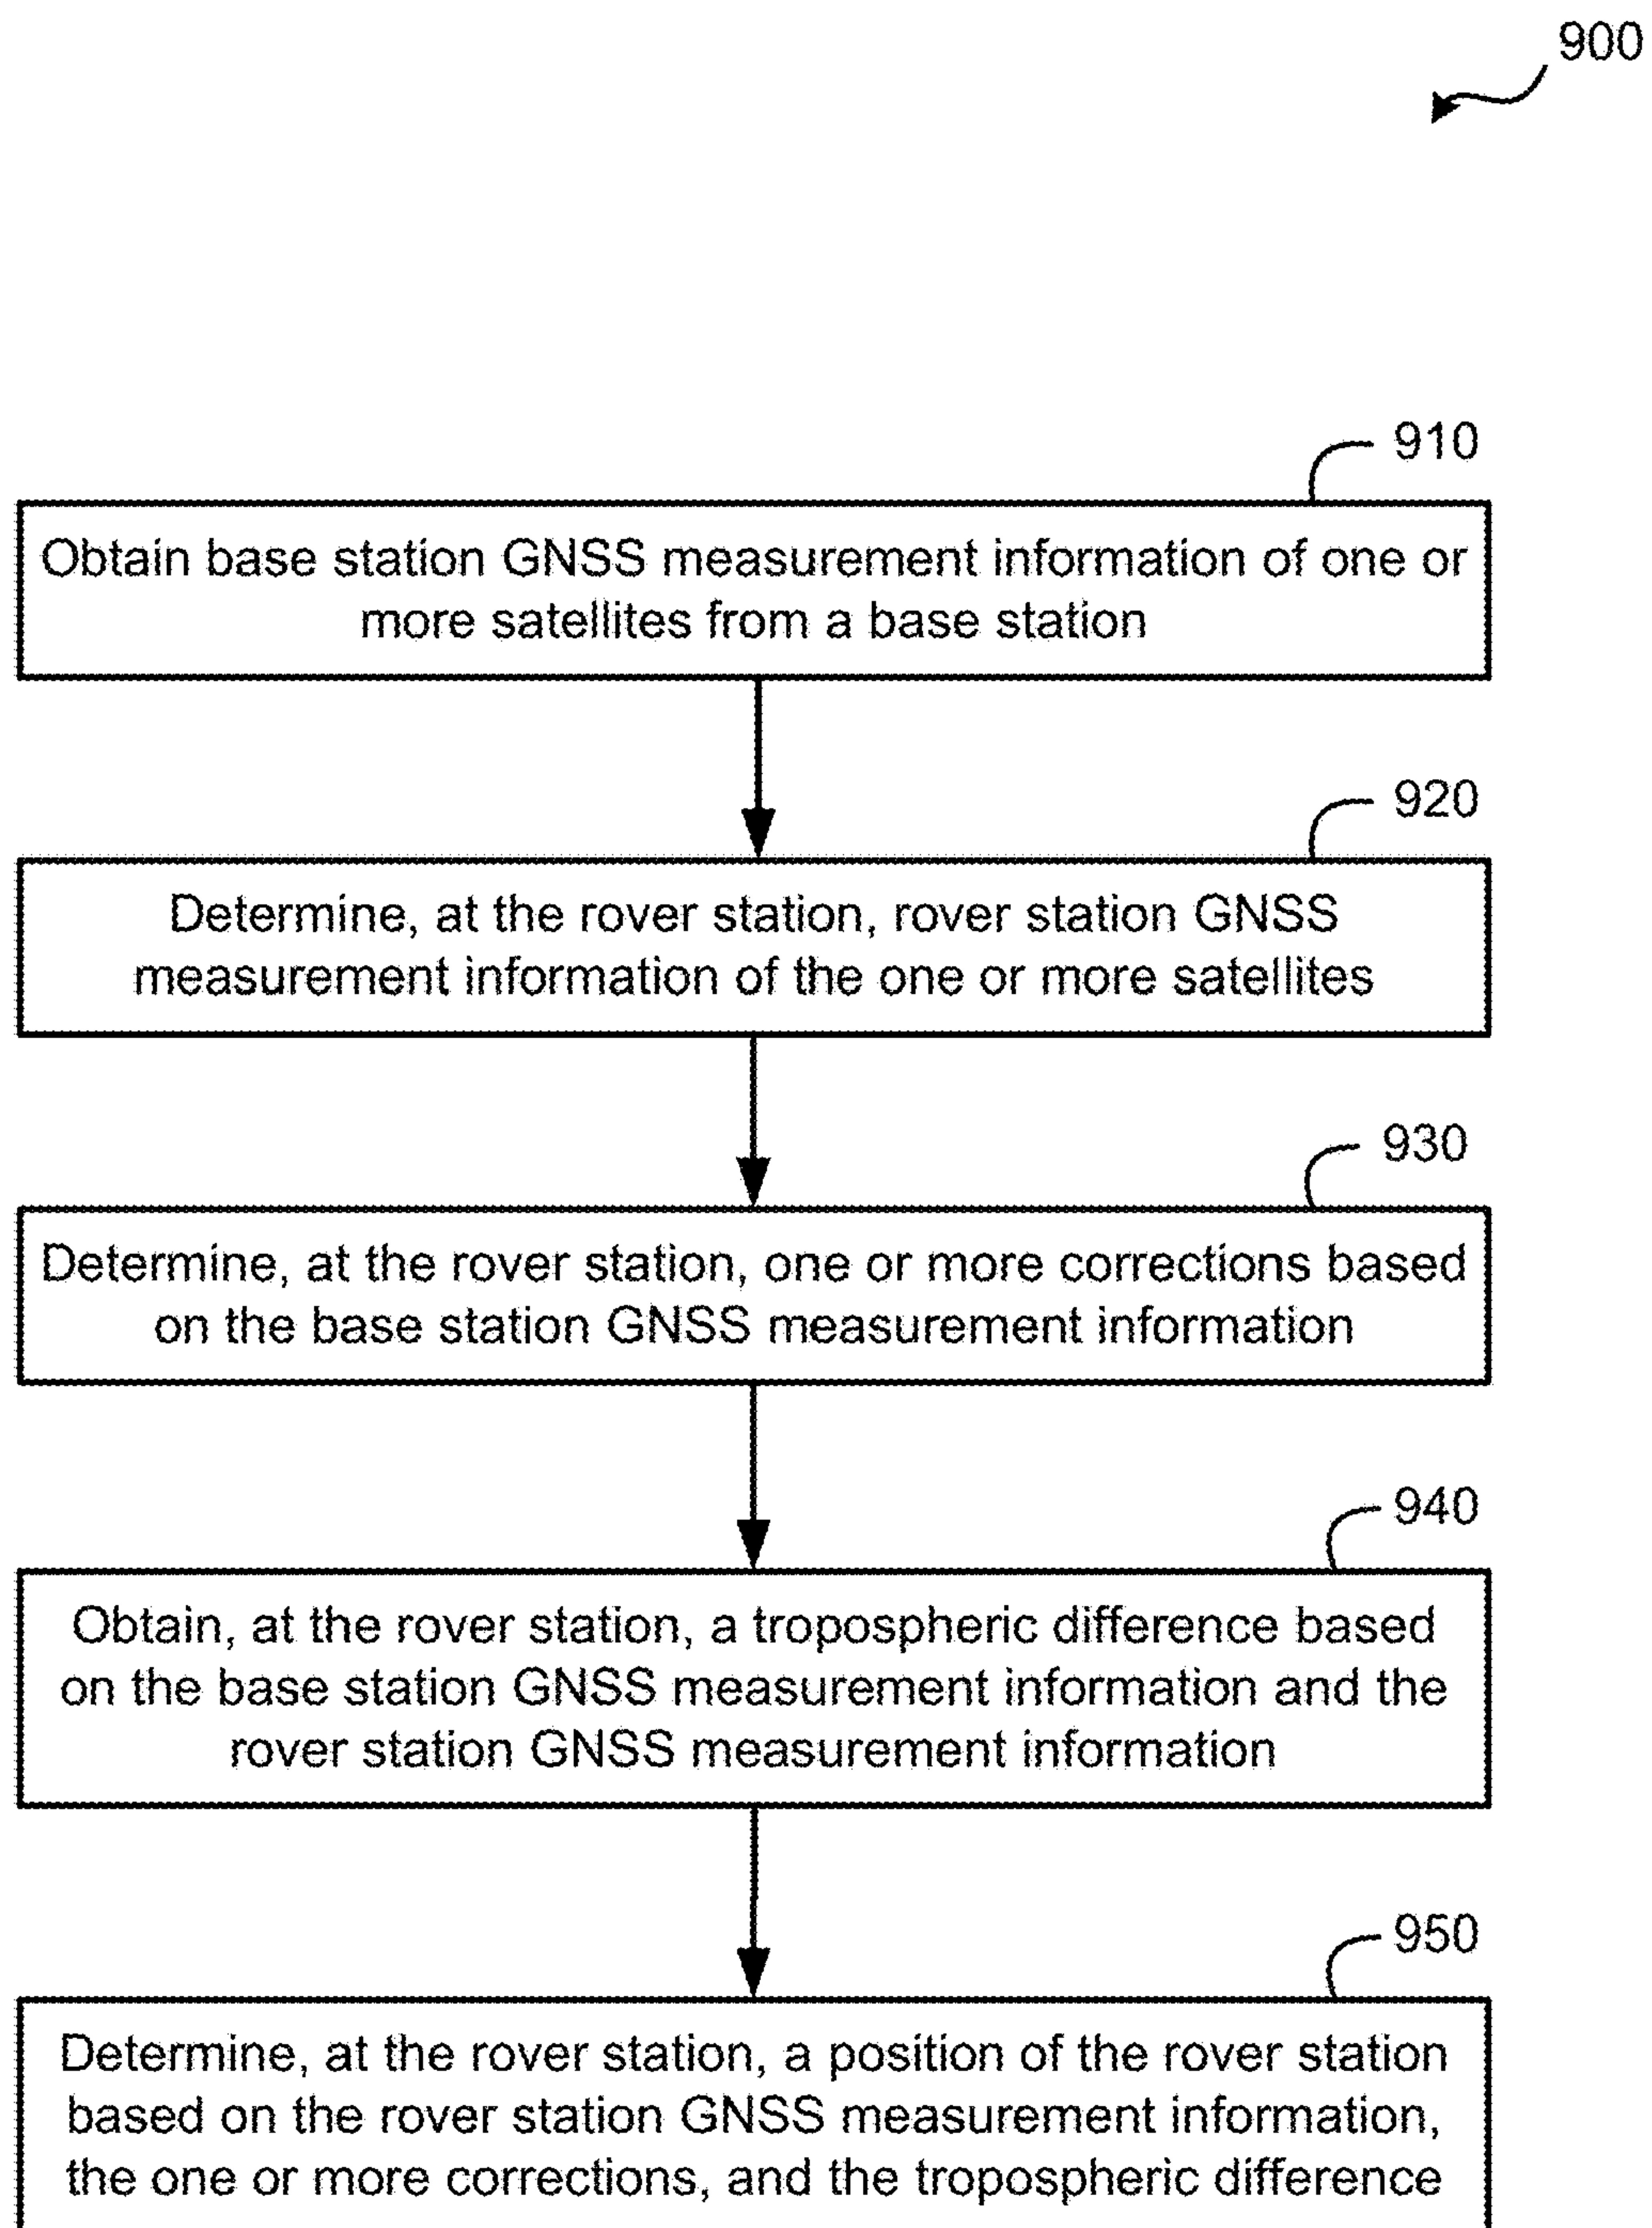 900
910
Obtain base station GNSS measurement information of one or
more satellites from a base station
920
Determine, at the rover station, rover station GNSS
measurement information of the one or more satellites
930
Determine, at the rover station, one or more corrections based
on the base station GNSS measurement information
940
Obtain, at the rover station, a tropospheric difference based
on the base station GNSS measurement information and the
rover station GNSS measurement information
950
Determine, at the rover station, a position of the rover station
based on the rover station GNSS measurement information,
the one or more corrections, and the tropospheric difference